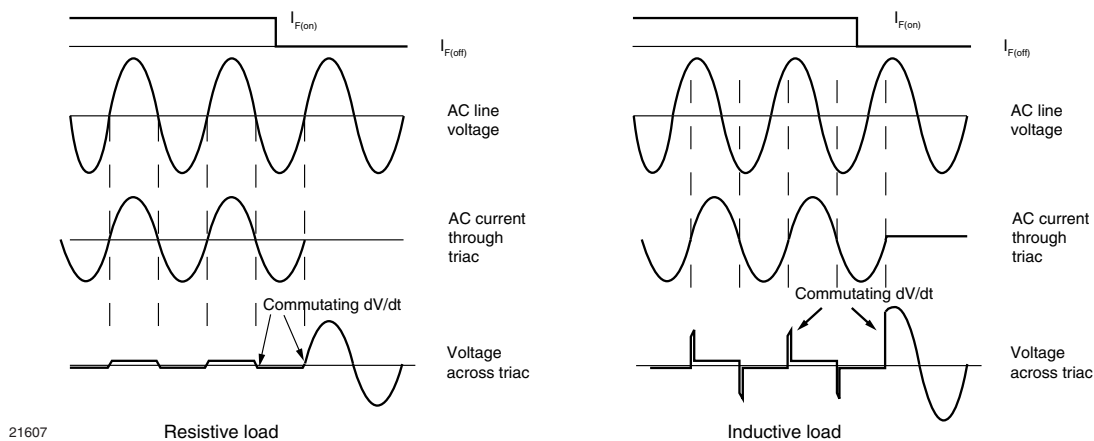 I_F(on)
I_F(off)
AC line
voltage
AC current
through
triac
Commutating dV/dt
Voltage
across triac
Resistive load
I_F(on)
I_F(off)
AC line
voltage
AC current
through
triac
Commutating dV/dt
Voltage
across triac
Inductive load
21607